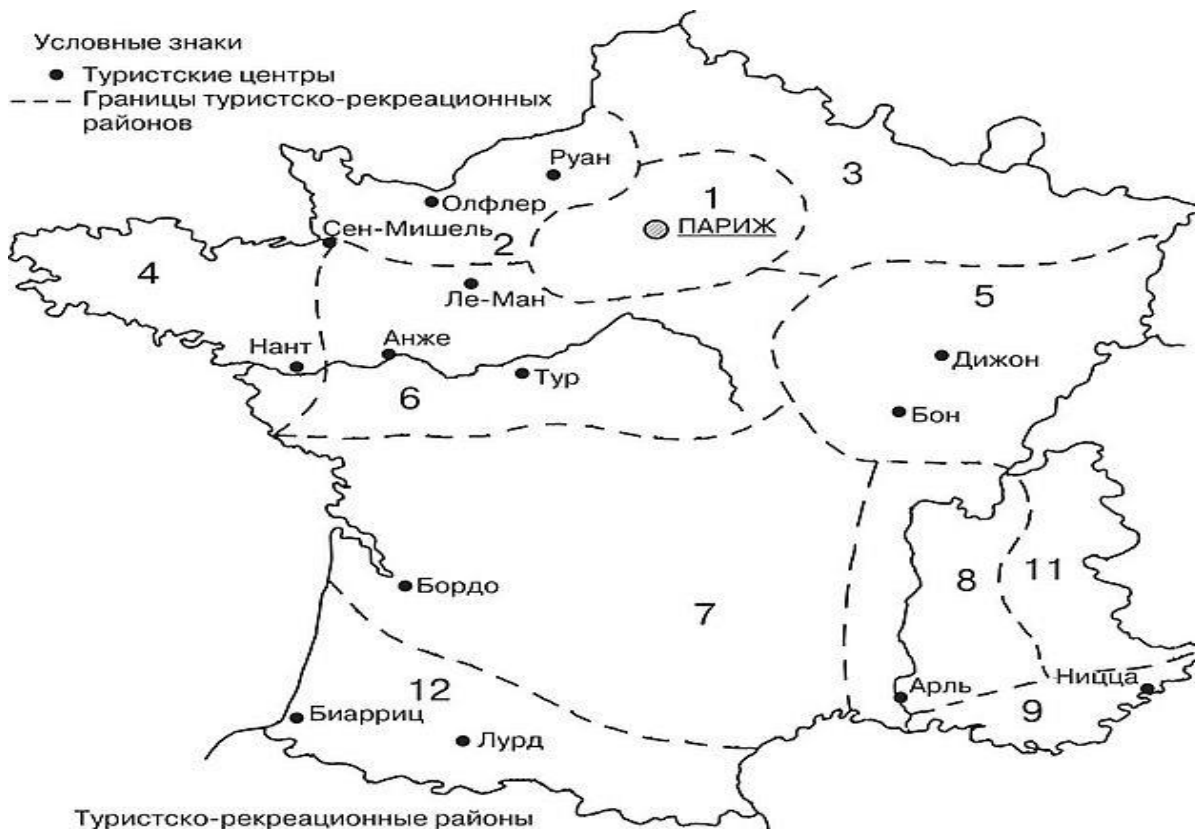 Условные знаки
Туристские центры
Границы туристско-рекреационных
районов
Руан
3
1
Олфлер
ПАРИЖ
Сен-Мишель
2
4
5
Ле-Ман
Анже
Нант
Дижон
Тур
6
Бон
8
11
Бордо
7
12
Ницца
Арль
Биарриц
9
Лурд
Туристско-рекреационные районы